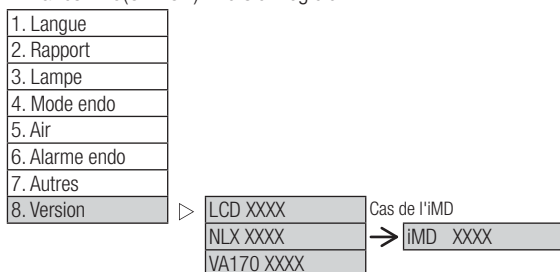 1. Langue
2. Rapport
3. Lampe
4. Mode endo
5. Air
6. Alarme endo
7. Autres
8. Version
LCD XXXX
Cas de l'iMD
NLX XXXX
iMD XXXX
VA170 XXXX